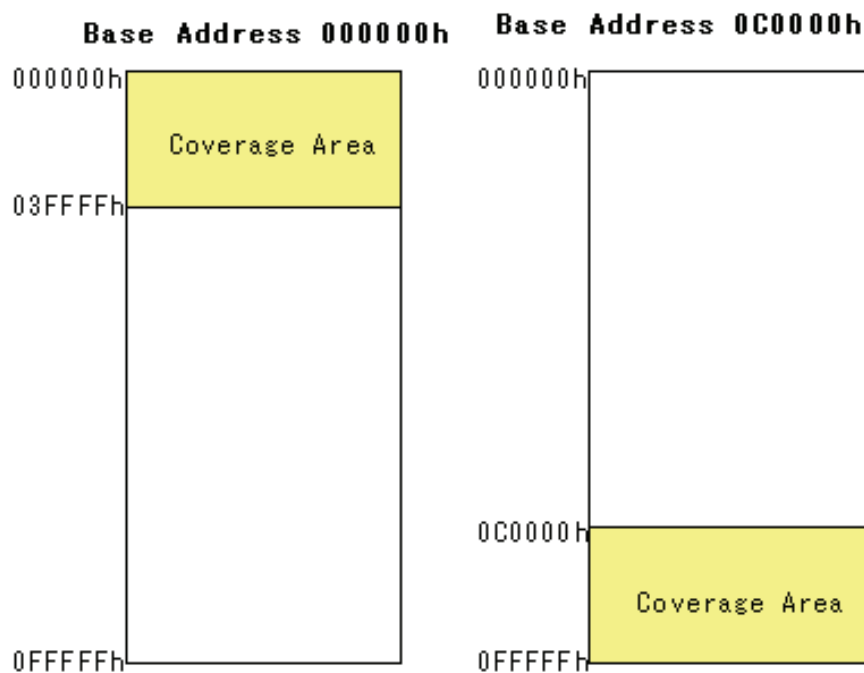 Base Address 000000h
000000h
Coverage Area
03FFFFh
0FFFFFh
Base Address 0C0000h
000000h
0C0000h
Coverage Area
0FFFFFh